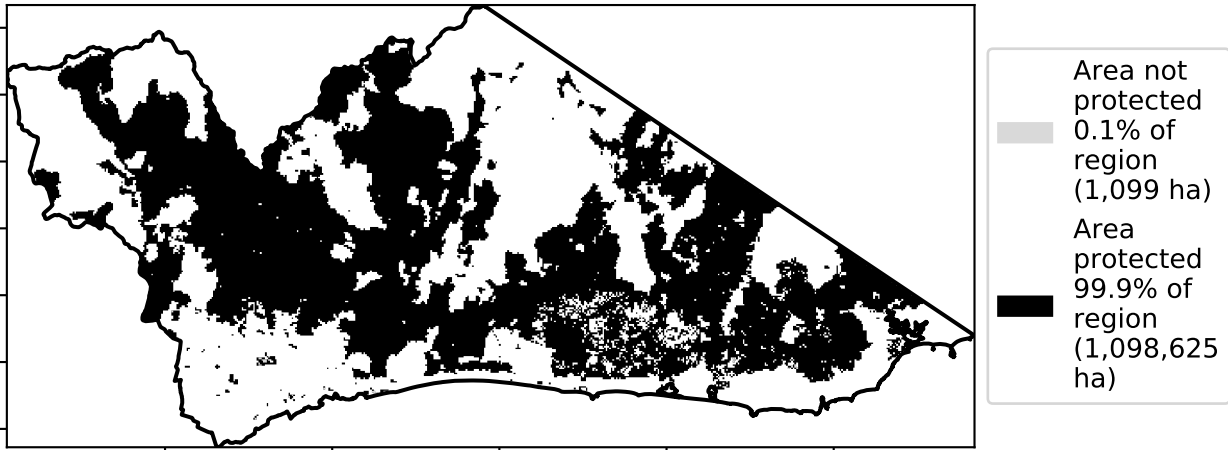 Area not
protected
0.1% of
region
(1,099 ha)
Area
protected
99.9% of
region
(1,098,625
ha)